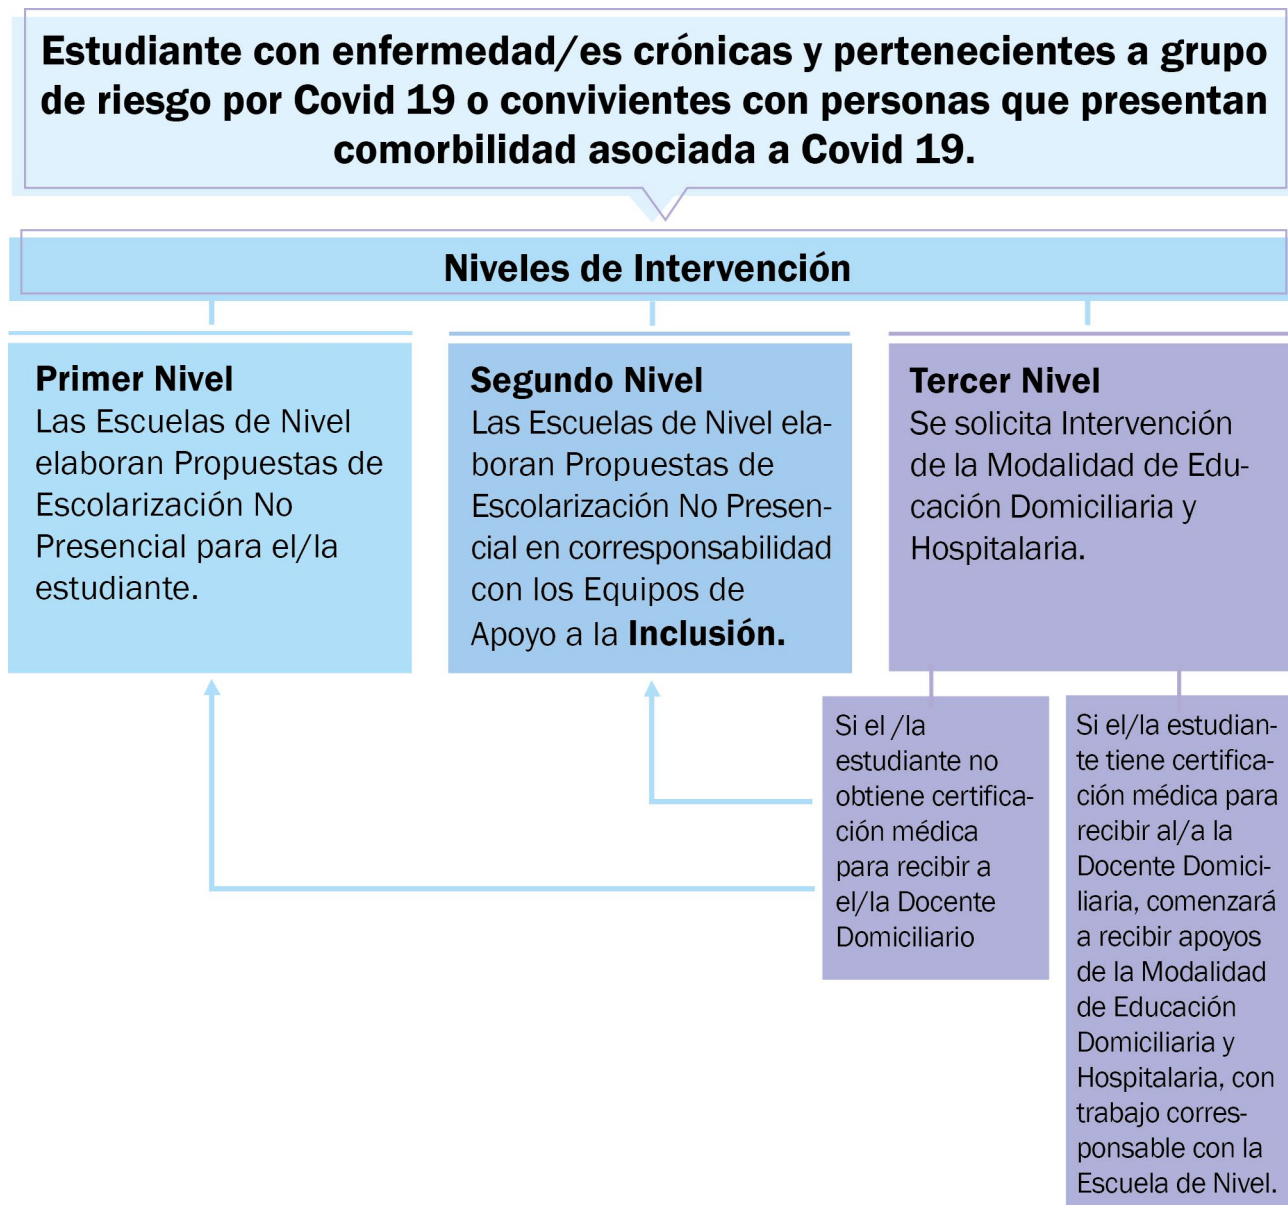 Estudiante con enfermedad/es crónicas y pertenecientes a grupo
de riesgo por Covid 19 o convivientes con personas que presentan
comorbilidad asociada a Covid 19.
Niveles de Intervención
Primer Nivel
Las Escuelas de Nivel
elaboran Propuestas de
Escolarización No
Presencial para el/la
estudiante.
Segundo Nivel
Las Escuelas de Nivel ela-
boran Propuestas de
Escolarización No Presen-
cial en corresponsabilidad
con los Equipos de
Apoyo a la Inclusión.
Tercer Nivel
Se solicita Intervención
de la Modalidad de Edu-
cación Domiciliaria y
Hospitalaria.
Si el /la
estudiante no
obtiene certifica-
ción médica
para recibir a
el/la Docente
Domiciliario
Si el/la estudian-
te tiene certifica-
ción médica para
recibir al/a la
Docente Domici-
liaria, comenzará
a recibir apoyos
de la Modalidad
de Educación
Domiciliaria y
Hospitalaria, con
trabajo corres-
ponsable con la
Escuela de Nivel.